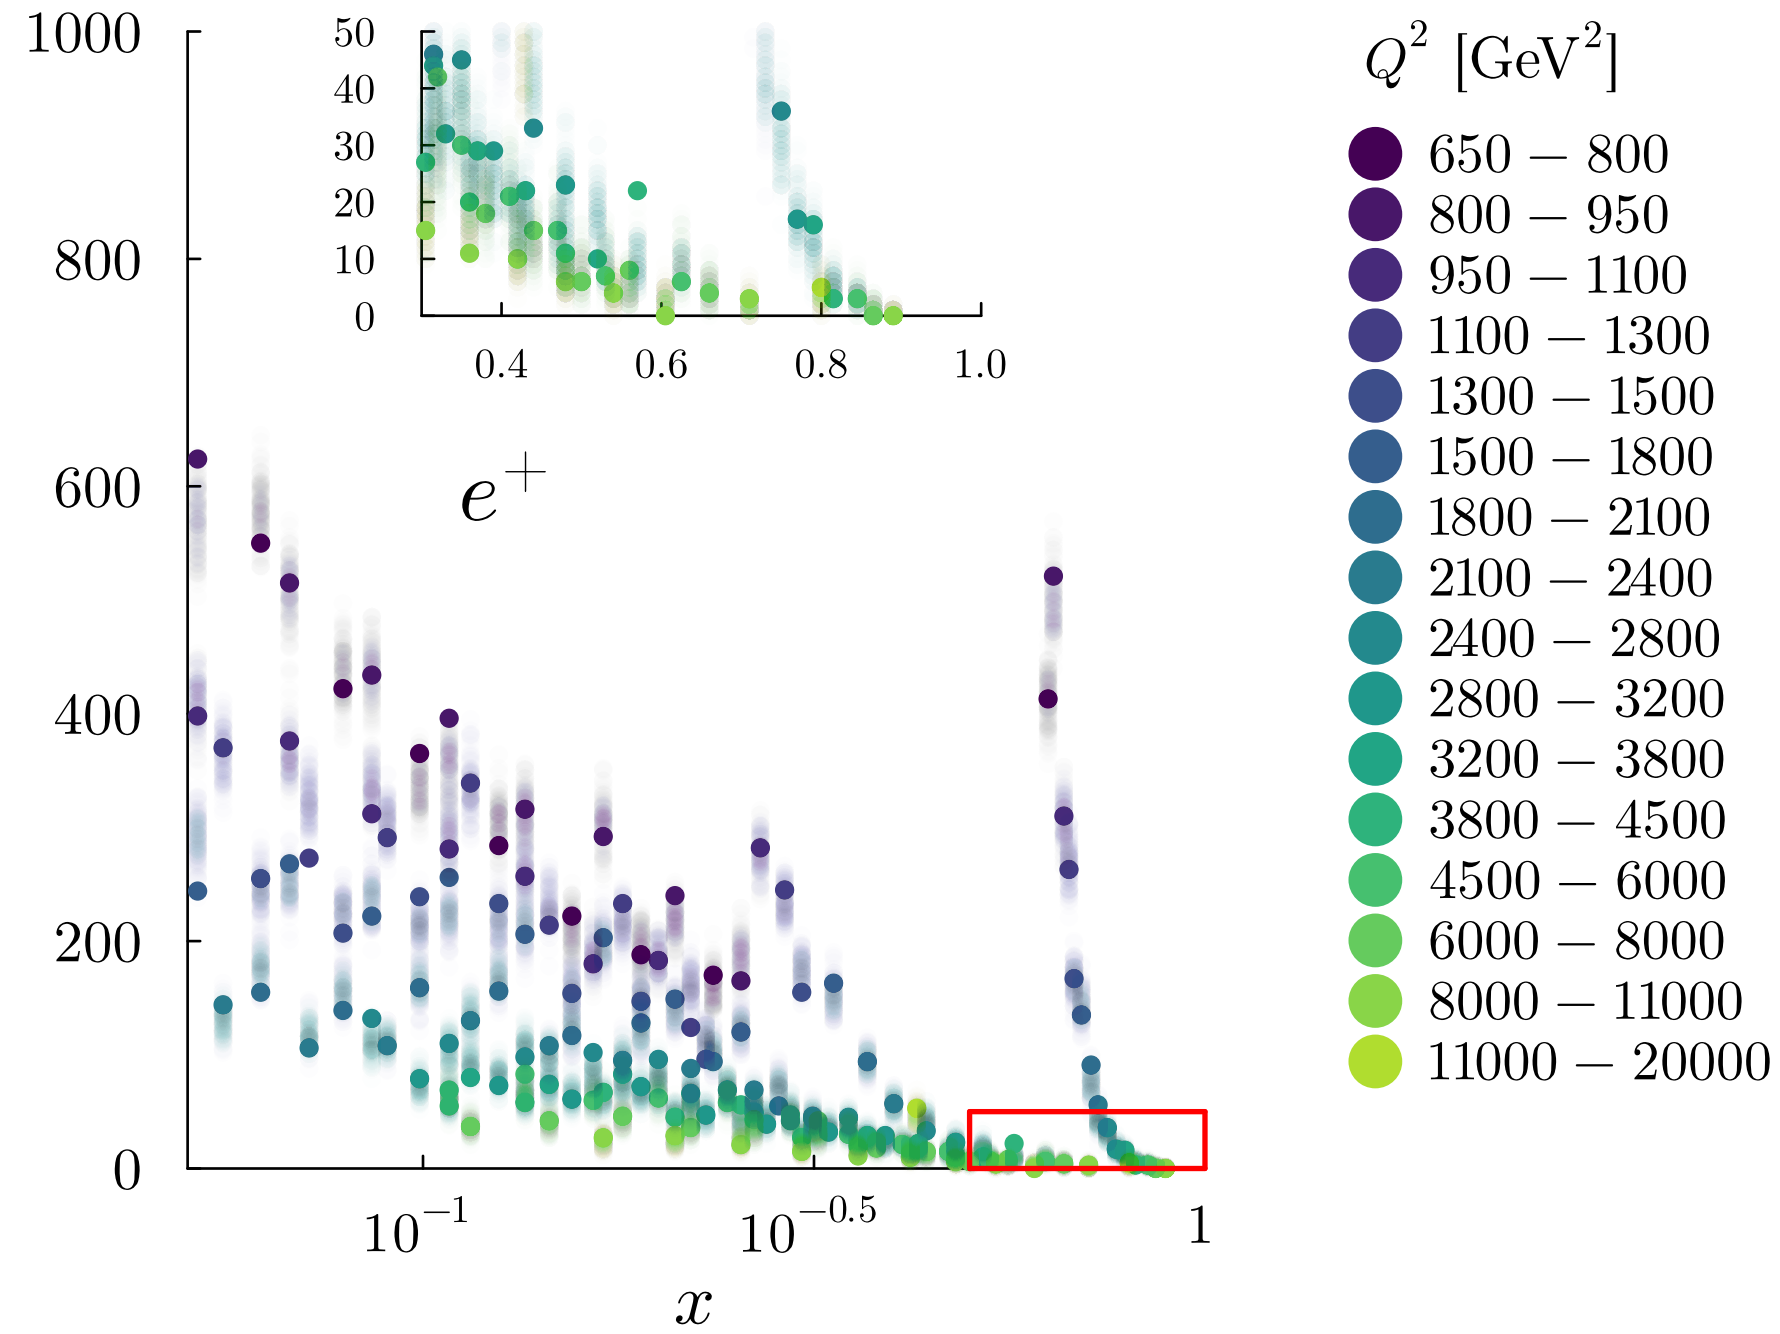 1000
800
600
400
200
0
50
40
30
20
10
0
0.4 0.6 0.8 1.0
e⁺
10⁻¹ 10⁻⁰·⁵ 1
x
Q² [GeV²]
650 – 800
800 – 950
950 – 1100
1100 – 1300
1300 – 1500
1500 – 1800
1800 – 2100
2100 – 2400
2400 – 2800
2800 – 3200
3200 – 3800
3800 – 4500
4500 – 6000
6000 – 8000
8000 – 11000
11000 – 20000